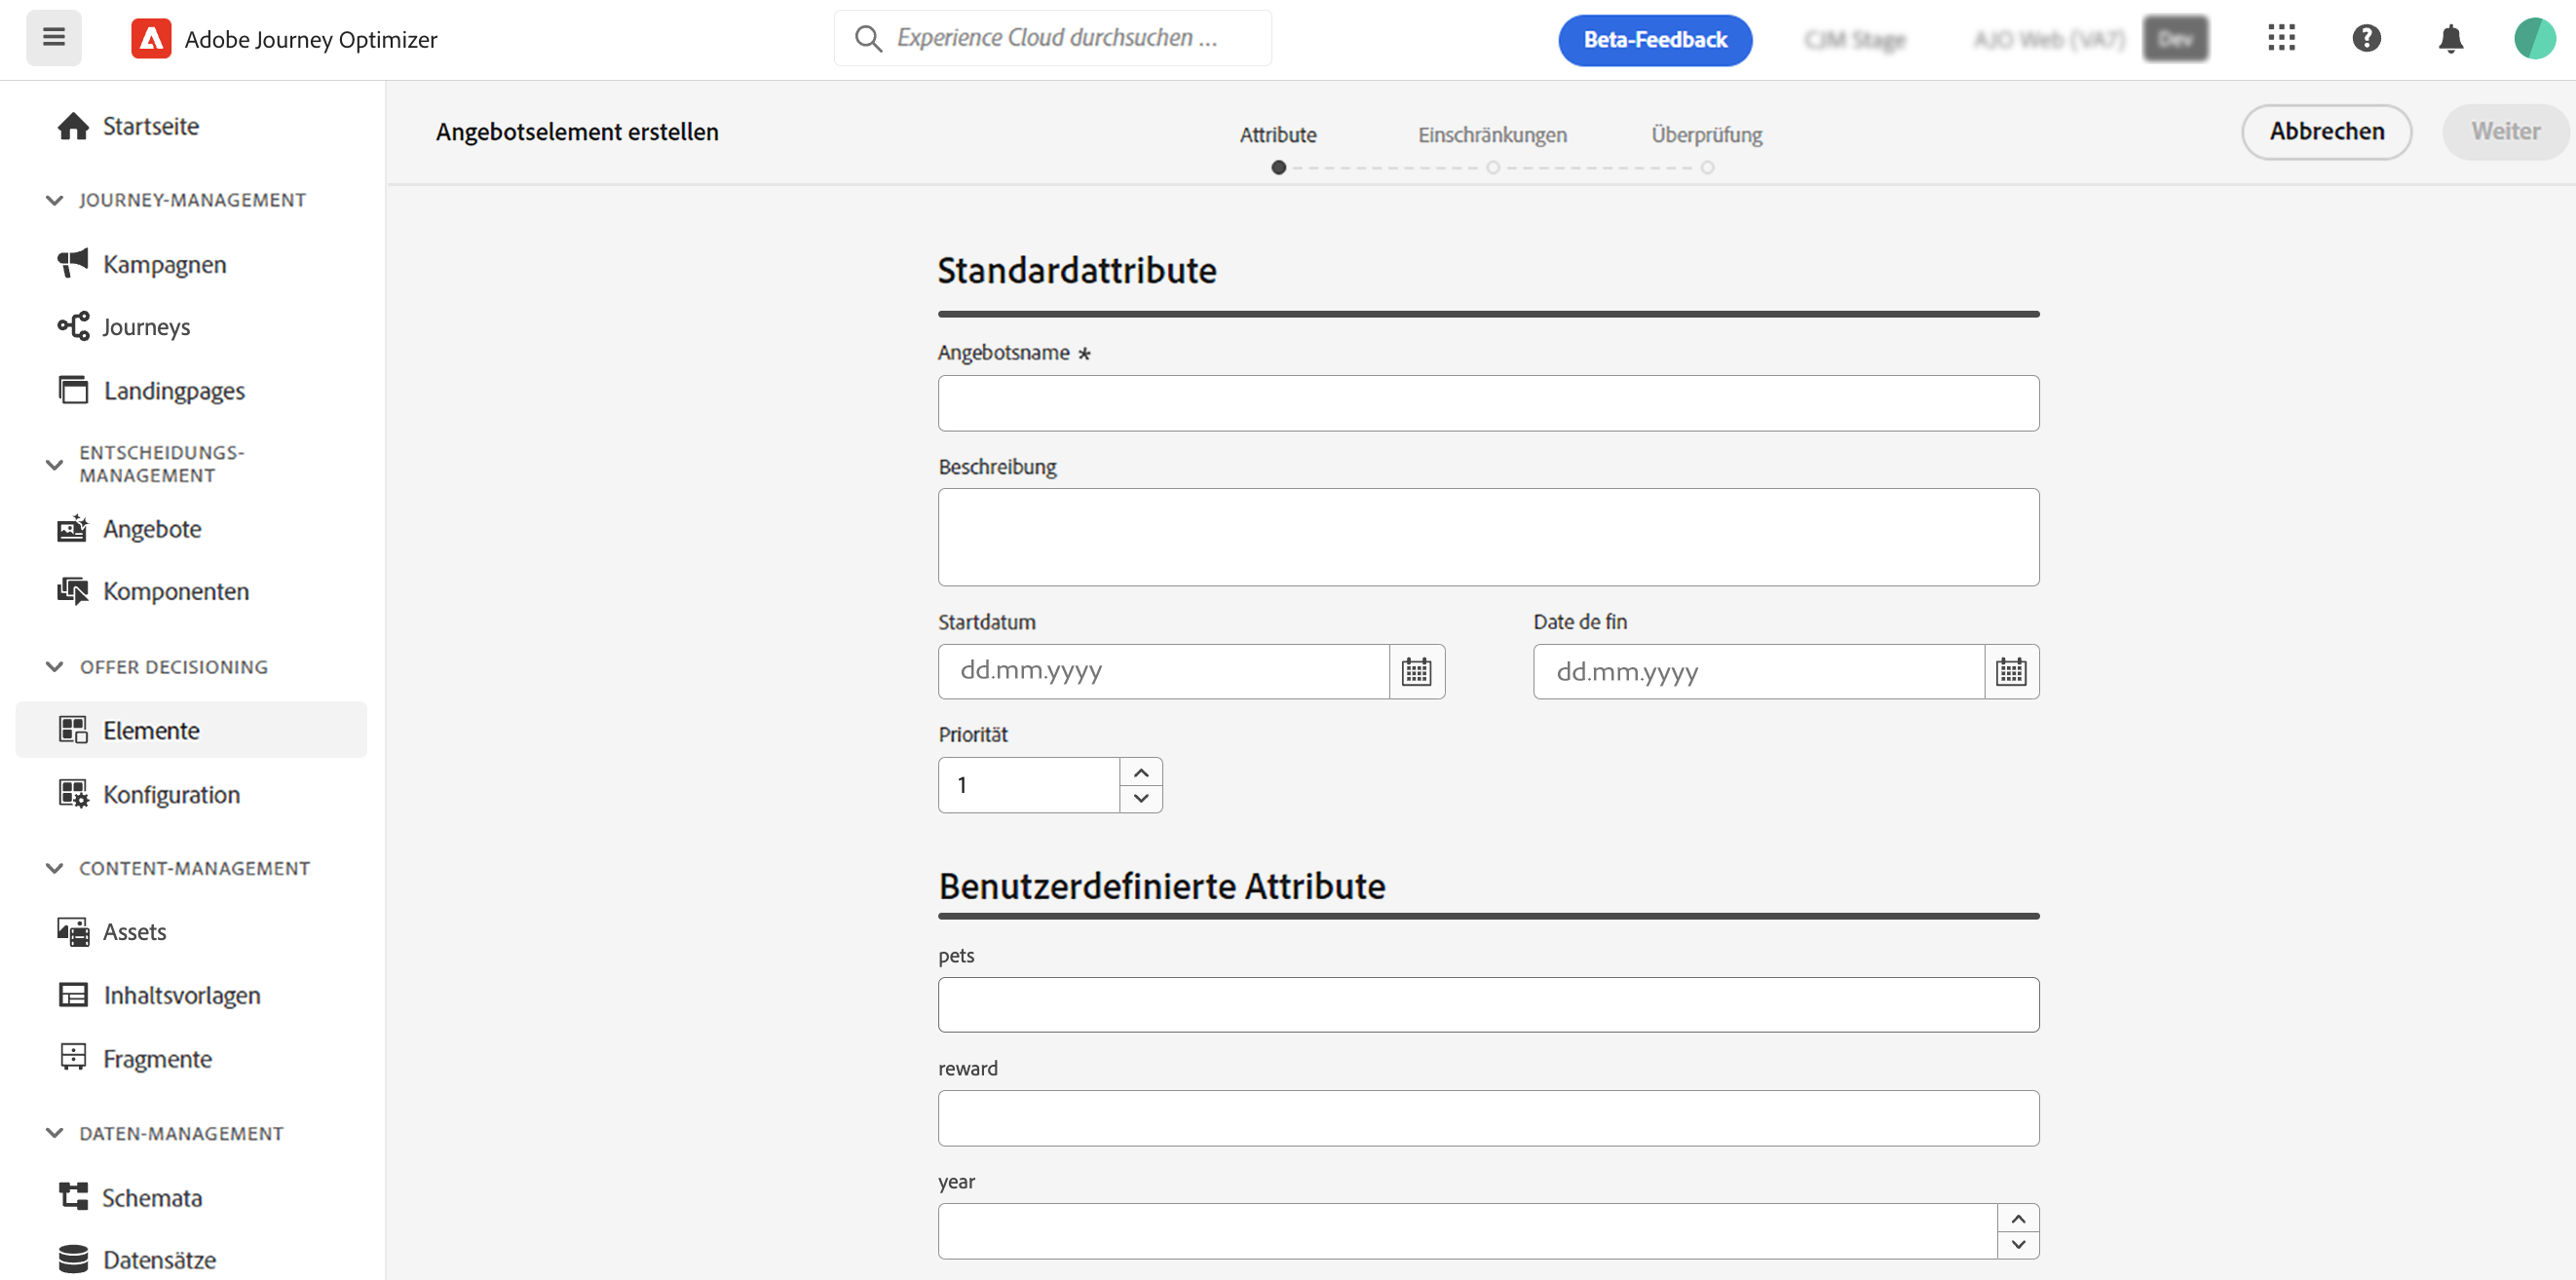 Adobe Journey Optimizer
Experience Cloud durchsuchen ...
Beta-Feedback
Startseite
JOURNEY-MANAGEMENT
Kampagnen
Journeys
Landingpages
ENTSCHEIDUNGS-
MANAGEMENT
Angebote
Komponenten
OFFER DECISIONING
Elemente
Konfiguration
CONTENT-MANAGEMENT
Assets
Inhaltsvorlagen
Fragmente
DATEN-MANAGEMENT
Schemata
Datensätze
Angebotselement erstellen
Attribute
Einschränkungen
Überprüfung
Abbrechen
Weiter
Standardattribute
Angebotsname *
Beschreibung
Startdatum
Date de fin
dd.mm.yyyy
dd.mm.yyyy
Priorität
1
Benutzerdefinierte Attribute
pets
reward
year